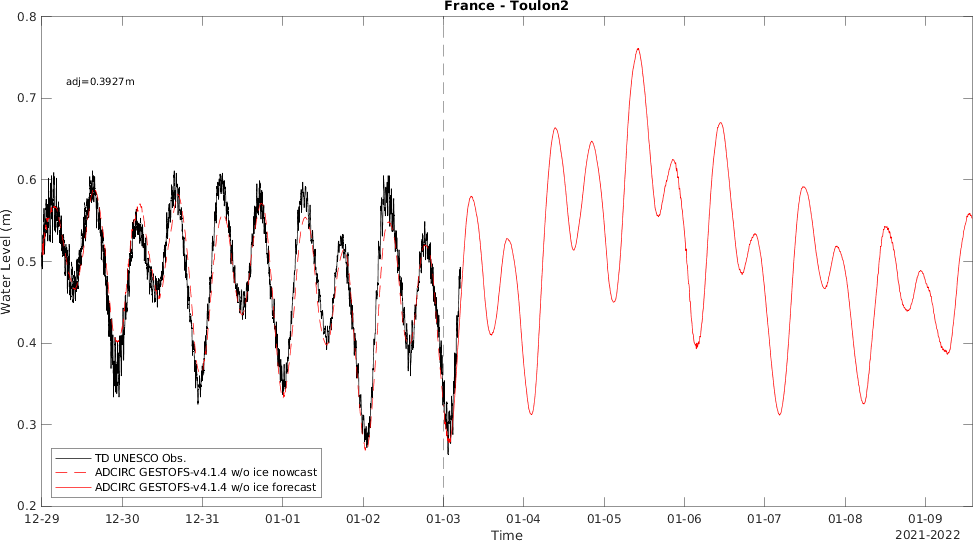 France - Toulon2
0.8
0.7
0.6
0.5
0.4
0.3
0.2
Water Level (m)
adj=0.3927m
TD UNESCO Obs.
ADCIRC GESTOFS-v4.1.4 w/o ice nowcast
ADCIRC GESTOFS-v4.1.4 w/o ice forecast
12-29 12-30 12-31 01-01 01-02 01-03 01-04 01-05 01-06 01-07 01-08 01-09
Time
2021-2022